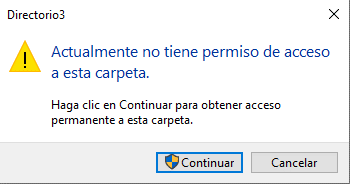 Directorio3
Actualmente no tiene permiso de acceso
a esta carpeta.
Haga clic en Continuar para obtener acceso
permanente a esta carpeta.
Continuar
Cancelar